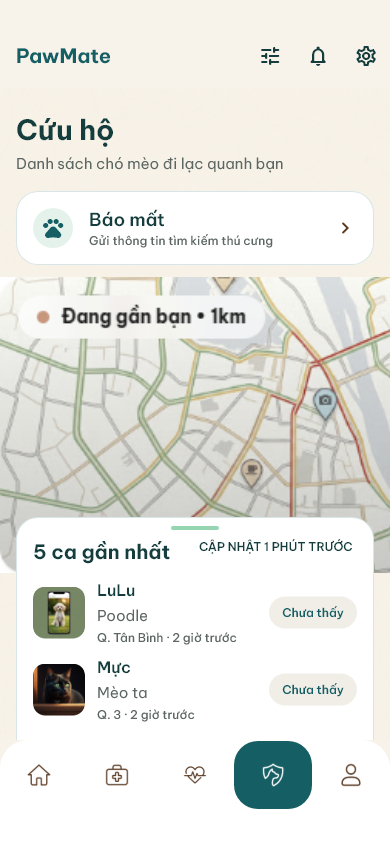 PawMate
Cứu hộ
Danh sách chó mèo đi lạc quanh bạn
Báo mất
Gửi thông tin tìm kiếm thú cưng
Đang gần bạn • 1km
5 ca gần nhất
CẬP NHẬT 1 PHÚT TRƯỚC
LuLu
Poodle
Q. Tân Bình · 2 giờ trước
Chưa thấy
Mực
Mèo ta
Q. 3 · 2 giờ trước
Chưa thấy